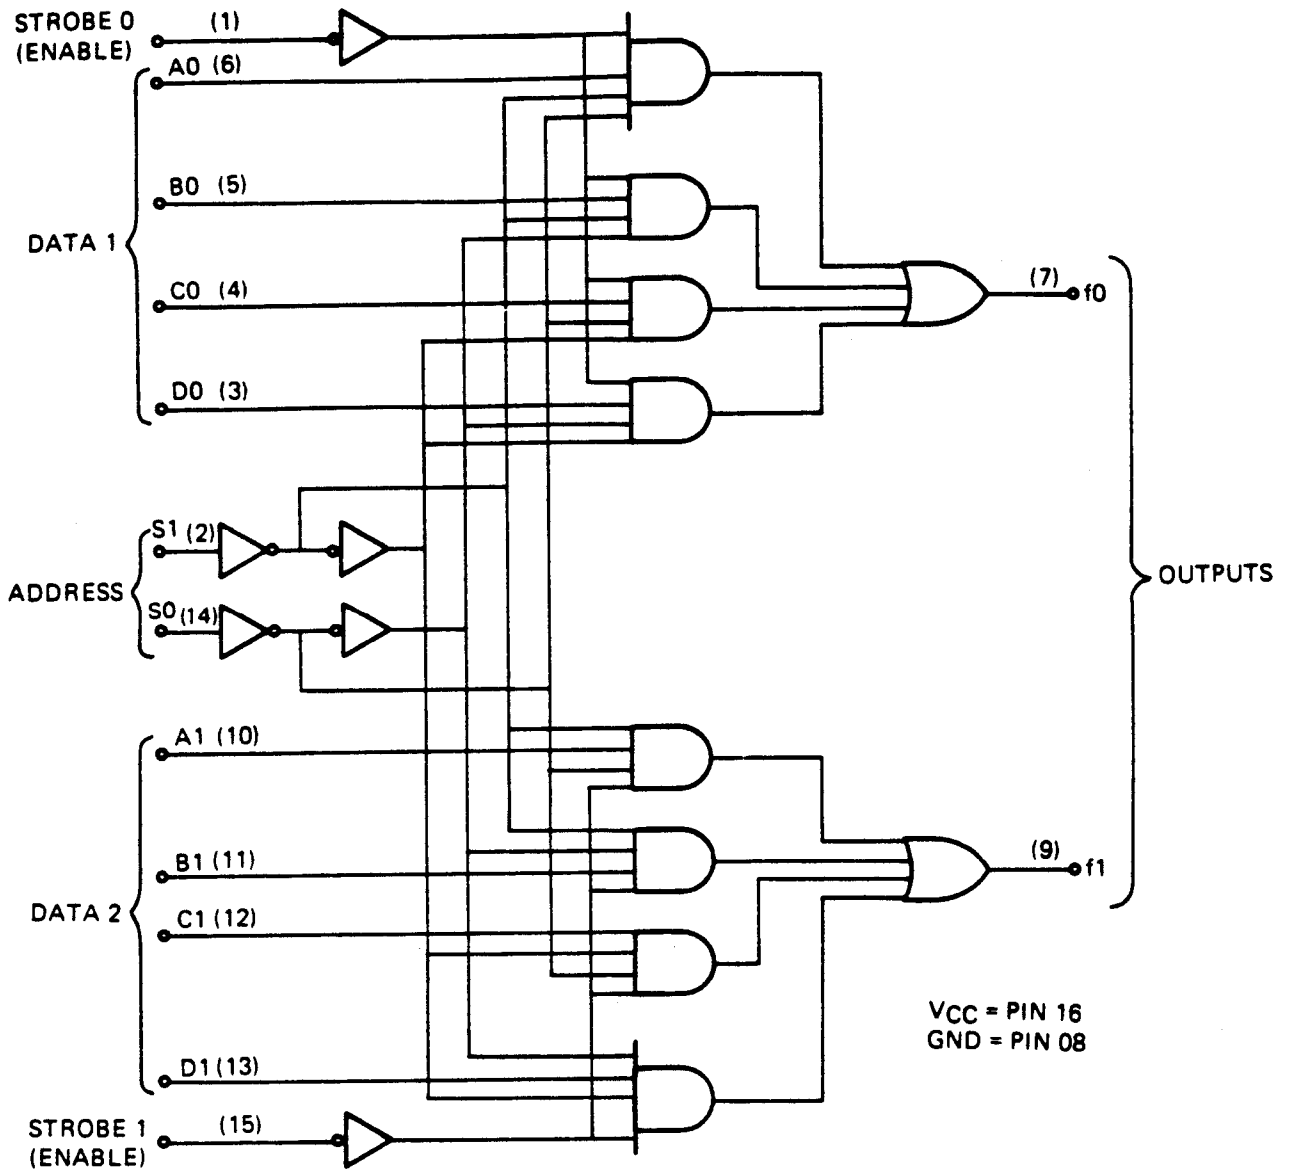 STROBE 0
(ENABLE)
(1)
A0 (6)
B0 (5)
DATA 1
C0 (4)
D0 (3)
(7)
f0
S1 (2)
ADDRESS
S0 (14)
OUTPUTS
A1 (10)
B1 (11)
DATA 2
C1 (12)
D1 (13)
(9)
f1
VCC = PIN 16
GND = PIN 08
STROBE 1
(ENABLE)
(15)